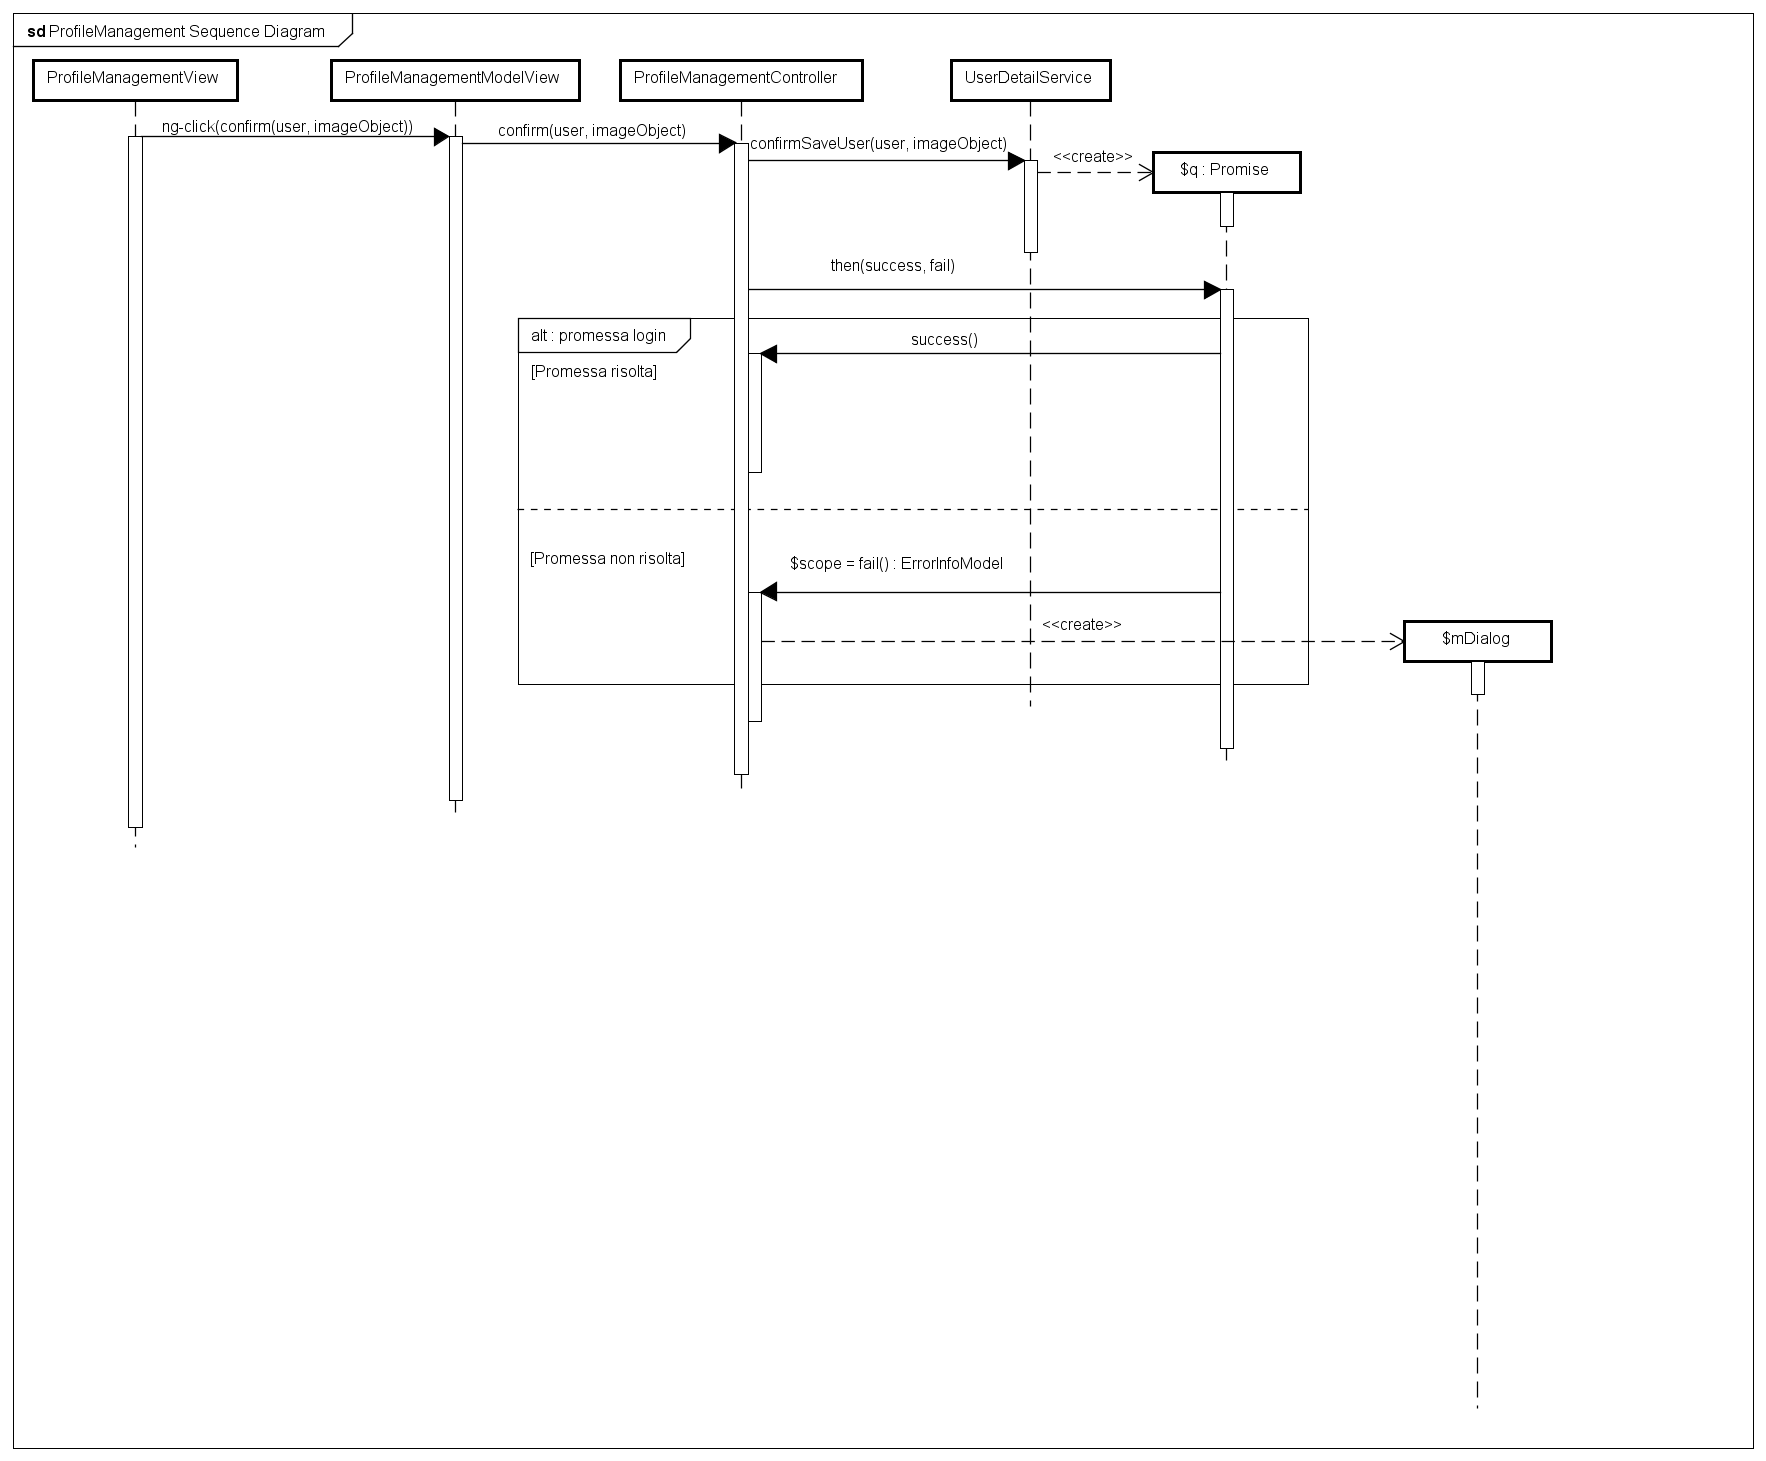 sd ProfileManagement Sequence Diagram
ProfileManagementView
ProfileManagementModelView
ProfileManagementController
UserDetailService
ng-click(confirm(user, imageObject))
confirm(user, imageObject)
confirmSaveUser(user, imageObject)
<<create>>
$q : Promise
then(success, fail)
alt : promessa login
success()
[Promessa risolta]
[Promessa non risolta]
$scope = fail() : ErrorInfoModel
<<create>>
$mDialog